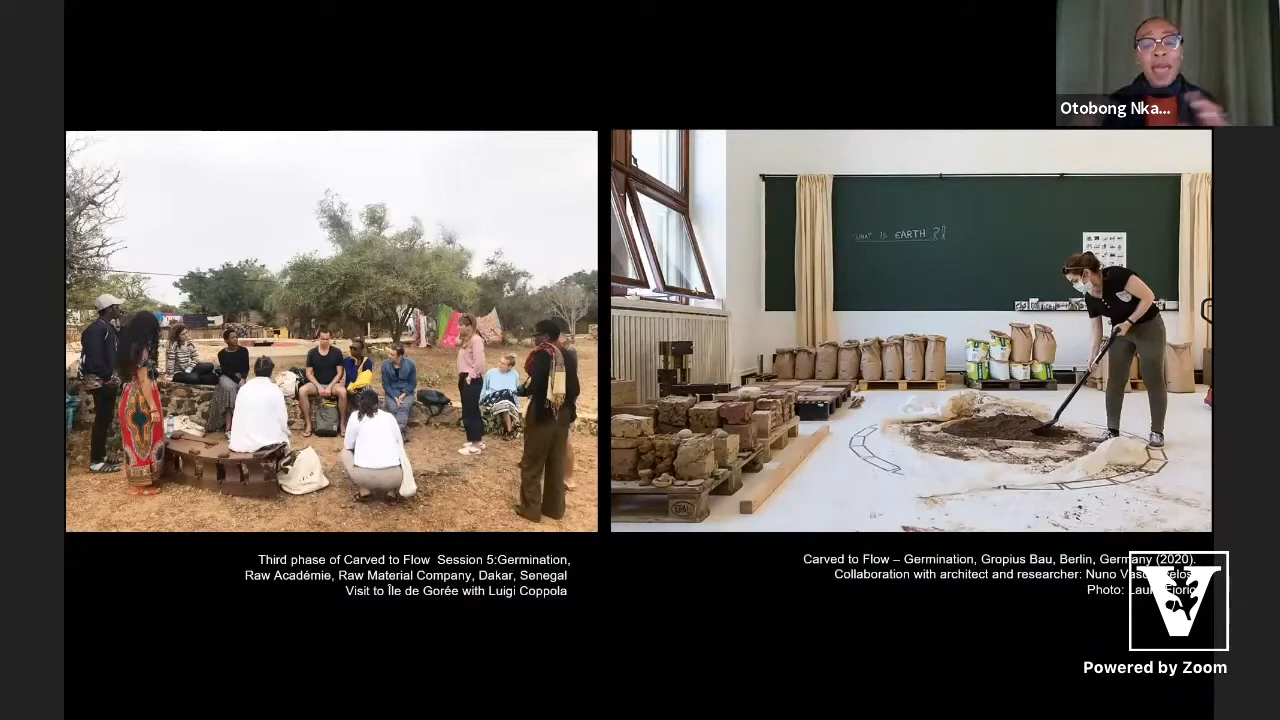 Otobong Nka...
WHAT IS EARTH ?!
EPAL
Third phase of Carved to Flow Session 5:Germination,
Raw Académie, Raw Material Company, Dakar, Senegal
Visit to Île de Gorée with Luigi Coppola
Carved to Flow – Germination, Gropius Bau, Berlin, Germany (2020).
Collaboration with architect and researcher: Nuno
Photo:
V
Powered by Zoom